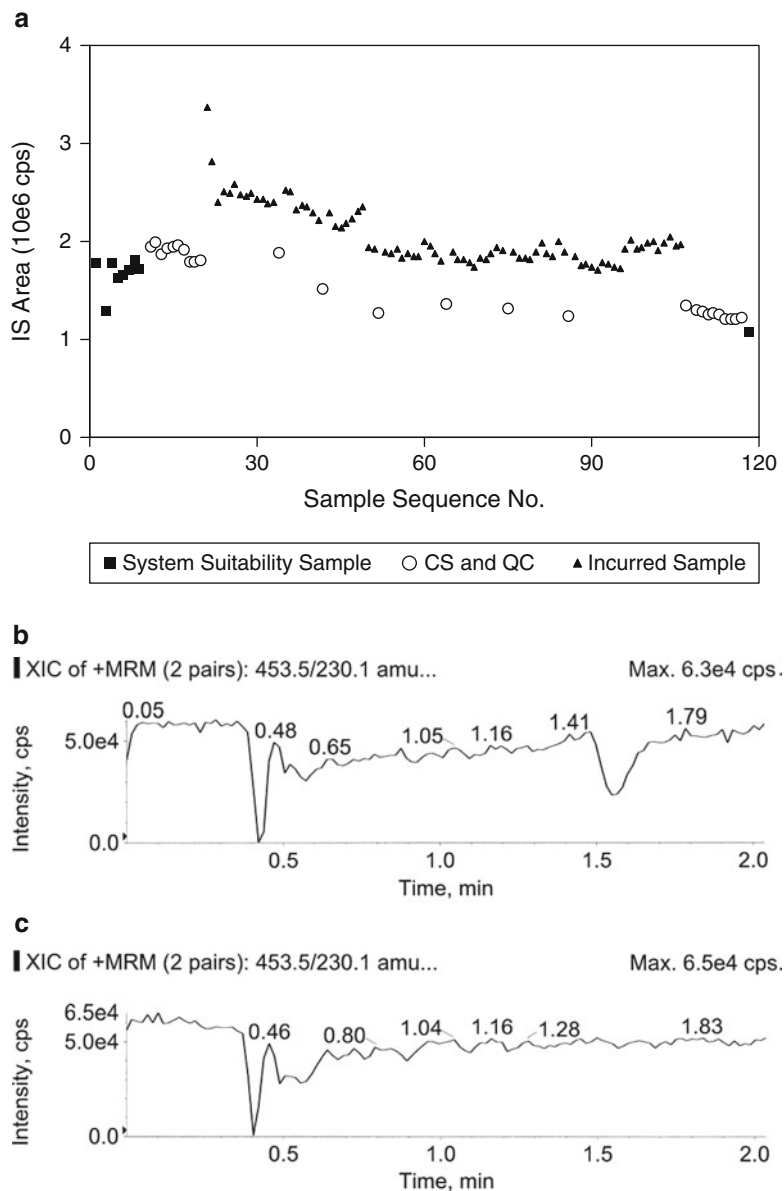 a
4
3
2
1
0
IS Area (10e6 cps)
0 30 60 90 120
Sample Sequence No.
System Suitability Sample CS and QC Incurred Sample
b
XIC of +MRM (2 pairs): 453.5/230.1 amu... Max. 6.3e4 cps.
0.05 0.48 0.65 1.05 1.16 1.41 1.79
5.0e4
0.0
Intensity, cps
0.5 1.0 1.5 2.0
Time, min
c
XIC of +MRM (2 pairs): 453.5/230.1 amu... Max. 6.5e4 cps.
6.5e4
5.0e4
0.0
0.46 0.80 1.04 1.16 1.28 1.83
Intensity, cps
0.5 1.0 1.5 2.0
Time, min